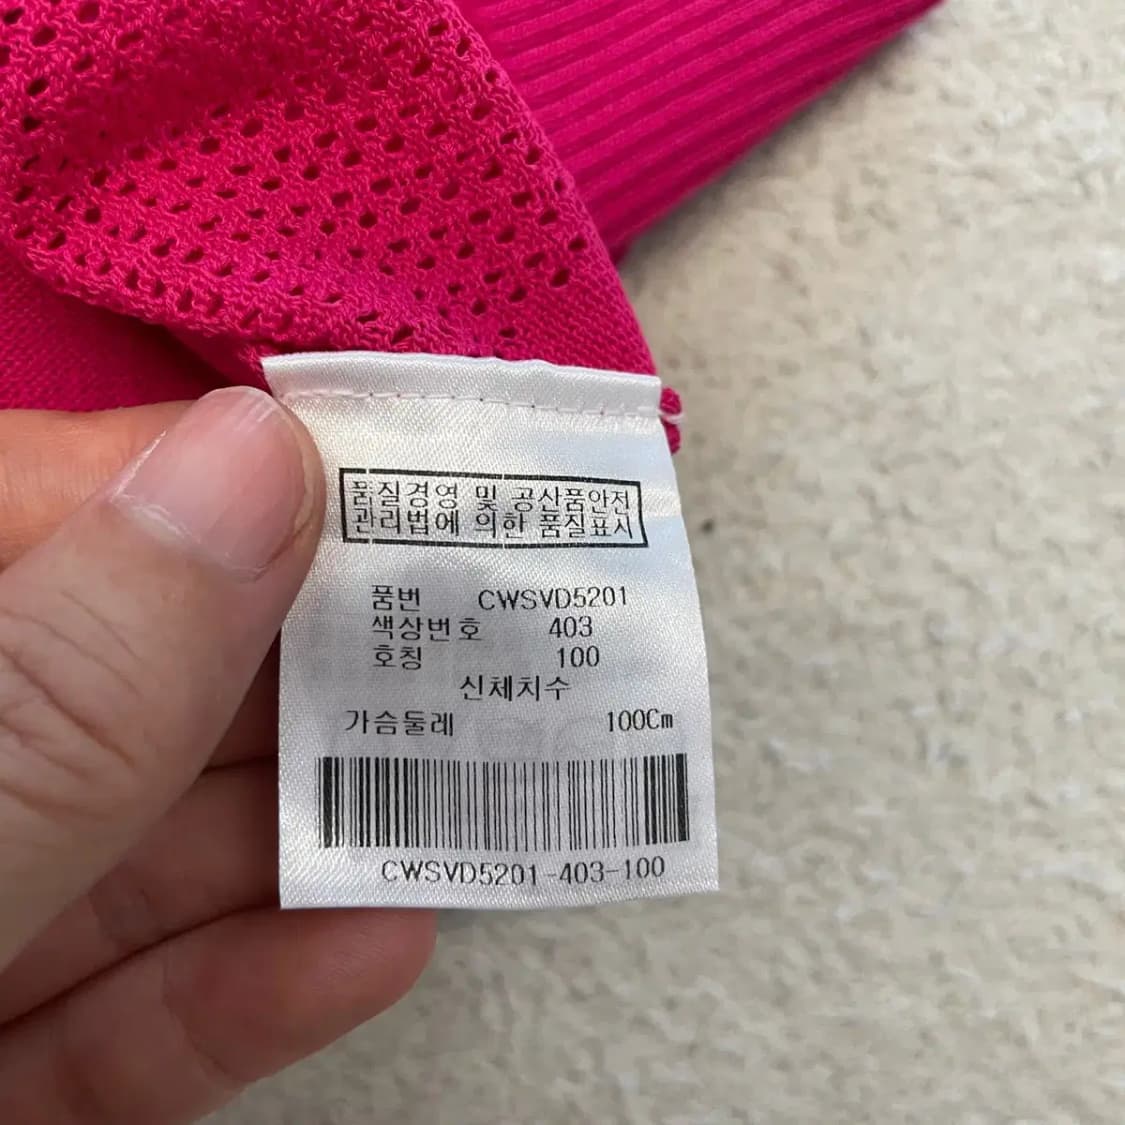 품질경영 및 공산품안전
관리법에 의한 품질표시
품번 CWSVD5201
색상번호 403
호칭 100
신체치수
가슴둘레 100Cm
CWSVD5201-403-100